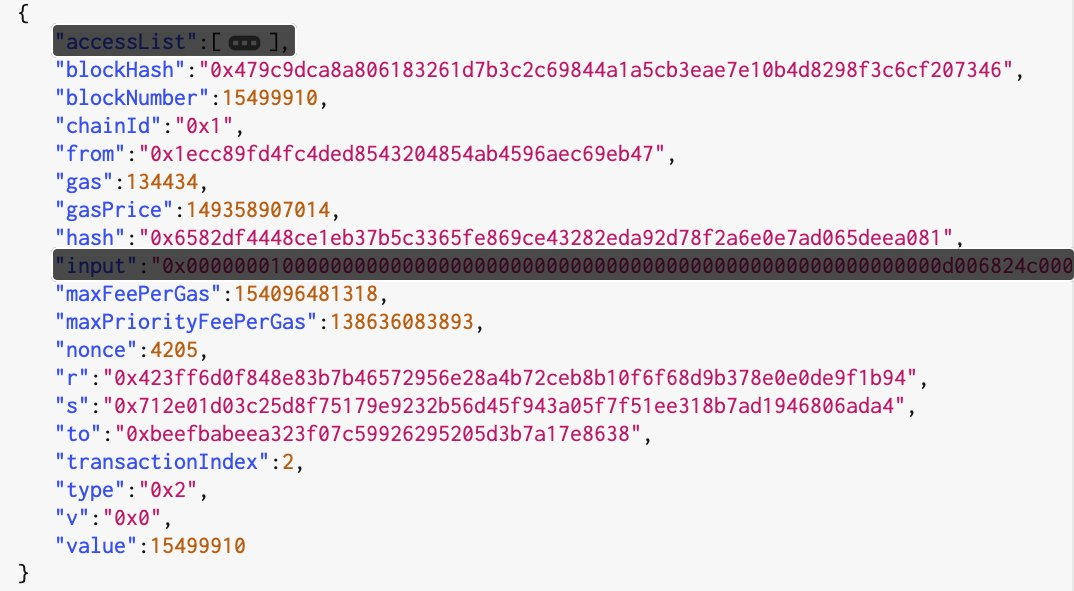 {
"accessList":[ ],
"blockHash":"0x479c9dca8a806183261d7b3c2c69844a1a5cb3eae7e10b4d8298f3c6cf207346",
"blockNumber":15499910,
"chainId":"0x1",
"from":"0x1ecc89fd4fc4ded8543204854ab4596aec69eb47",
"gas":134434,
"gasPrice":149358907014,
"hash":"0x6582df4448ce1eb37b5c3365fe869ce43282eda92d78f2a6e0e7ad065deea081",
"input":"0x000000010000000000000000000000000000000000000000000000000000000d006824c000
"maxFeePerGas":154096481318,
"maxPriorityFeePerGas":138636083893,
"nonce":4205,
"r":"0x423ff6d0f848e83b7b46572956e28a4b72ceb8b10f6f68d9b378e0e0de9f1b94",
"s":"0x712e01d03c25d8f75179e9232b56d45f943a05f7f51ee318b7ad1946806ada4",
"to":"0xbeefbabeea323f07c59926295205d3b7a17e8638",
"transactionIndex":2,
"type":"0x2",
"v":"0x0",
"value":15499910
}